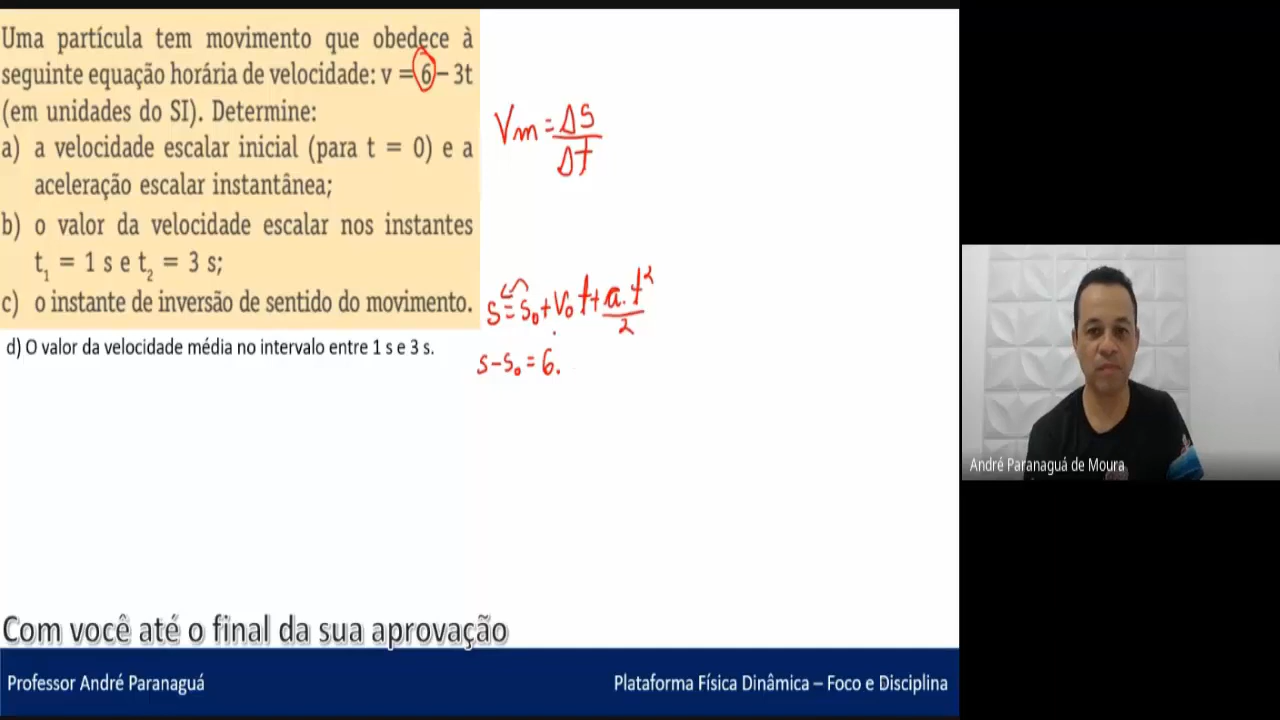 Uma partícula tem movimento que obedece à
seguinte equação horária de velocidade: v = 6 – 3t
(em unidades do SI). Determine:
a) a velocidade escalar inicial (para t = 0) e a
aceleração escalar instantânea;
b) o valor da velocidade escalar nos instantes
t₁ = 1 s e t₂ = 3 s;
c) o instante de inversão de sentido do movimento.
d) O valor da velocidade média no intervalo entre 1 s e 3 s.
Vm = ΔS
Δt
s = s₀ + v₀ t + a. t²
2
s – s₀ = 6.
André Paranaguá de Moura
Com você até o final da sua aprovação
Professor André Paranaguá
Plataforma Física Dinâmica – Foco e Disciplina